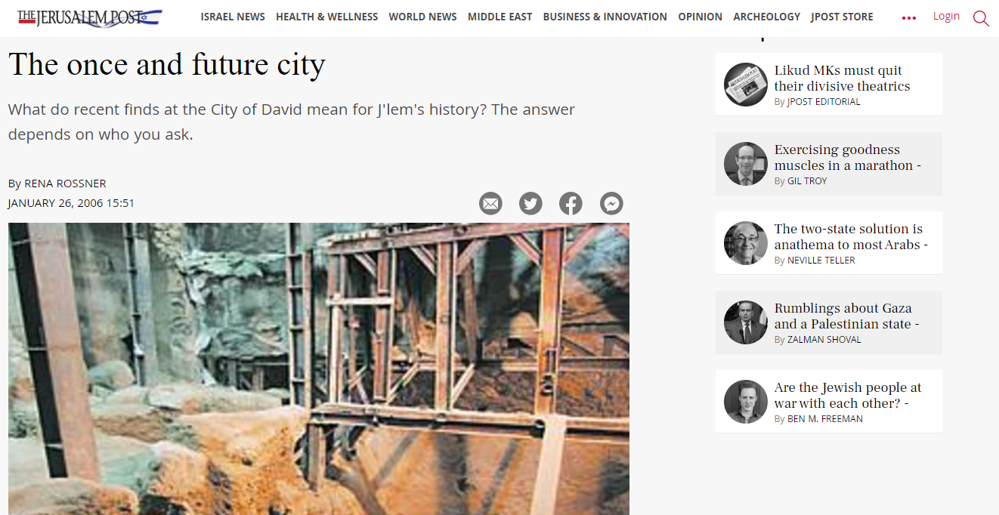 THE JERUSALEM POST
ISRAEL NEWS HEALTH & WELLNESS WORLD NEWS MIDDLE EAST BUSINESS & INNOVATION OPINION ARCHEOLOGY JPOST STORE
Login
The once and future city
What do recent finds at the City of David mean for J'lem's history? The answer
depends on who you ask.
By RENA ROSSNER
JANUARY 26, 2006 15:51
Likud MKs must quit
their divisive theatrics
By JPOST EDITORIAL
Exercising goodness
muscles in a marathon -
By GIL TROY
The two-state solution is
anathema to most Arabs -
By NEVILLE TELLER
Rumblings about Gaza
and a Palestinian state -
By ZALMAN SHOVAL
Are the Jewish people at
war with each other? -
By BEN M. FREEMAN